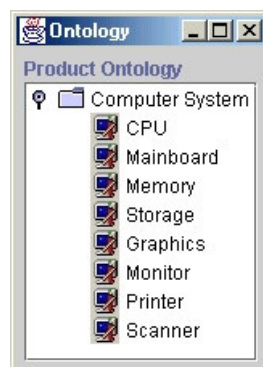 Ontology
Product Ontology
Computer System
CPU
Mainboard
Memory
Storage
Graphics
Monitor
Printer
Scanner